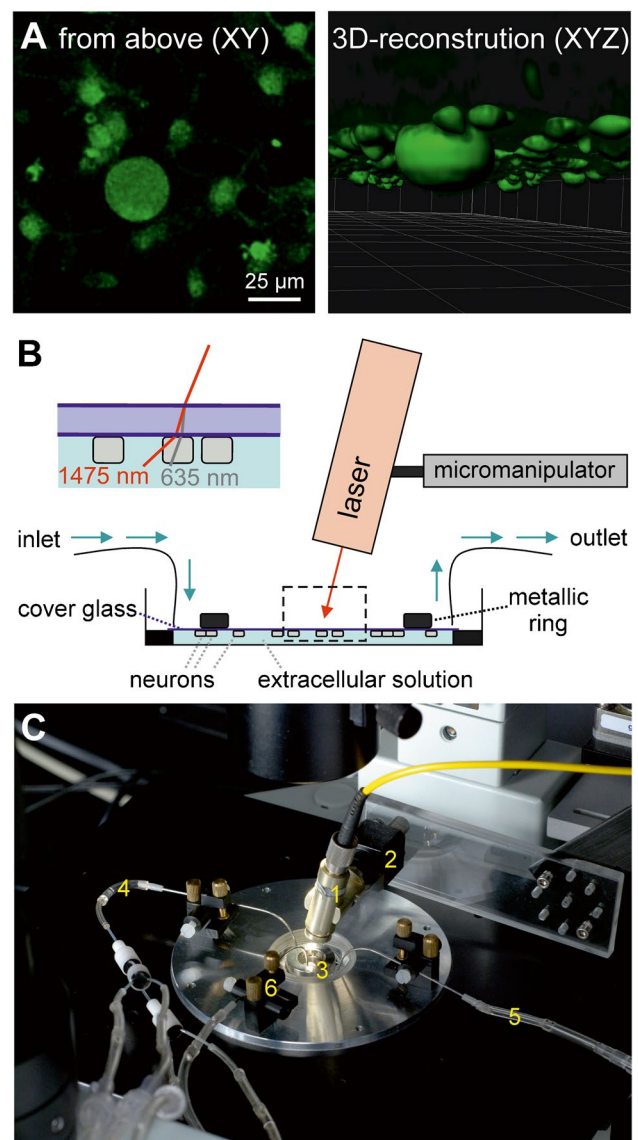 A from above (XY)
3D-reconstrution (XYZ)
25 µm
B
1475 nm
635 nm
laser
micromanipulator
inlet
outlet
cover glass
metallic
ring
neurons
extracellular solution
C
1
2
3
4
5
6